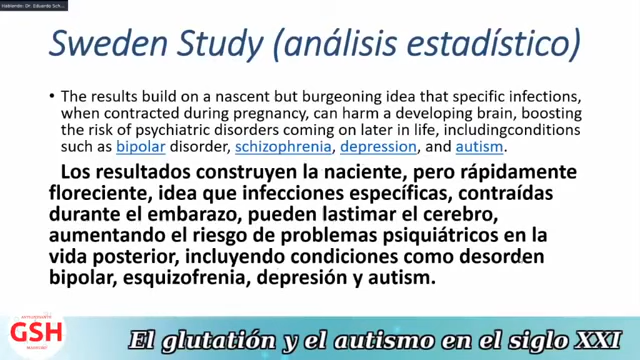 Hablando: Dr. Eduardo Sch...
Sweden Study (análisis estadístico)
• The results build on a nascent but burgeoning idea that specific infections,
when contracted during pregnancy, can harm a developing brain, boosting
the risk of psychiatric disorders coming on later in life, includingconditions
such as bipolar disorder, schizophrenia, depression, and autism.
Los resultados construyen la naciente, pero rápidamente
floreciente, idea que infecciones específicas, contraídas
durante el embarazo, pueden lastimar el cerebro,
aumentando el riesgo de problemas psiquiátricos en la
vida posterior, incluyendo condiciones como desorden
bipolar, esquizofrenia, depresión y autism.
GSH
El glutatión y el autismo en el siglo XXI